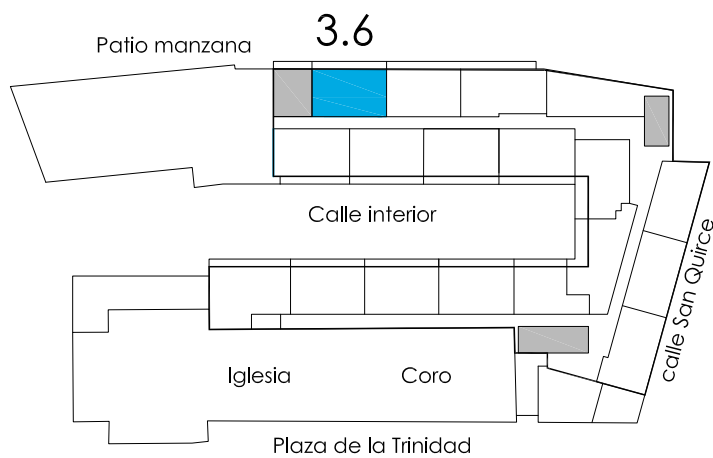 3.6
Patio manzana
Calle interior
calle San Quirce
Iglesia
Coro
Plaza de la Trinidad